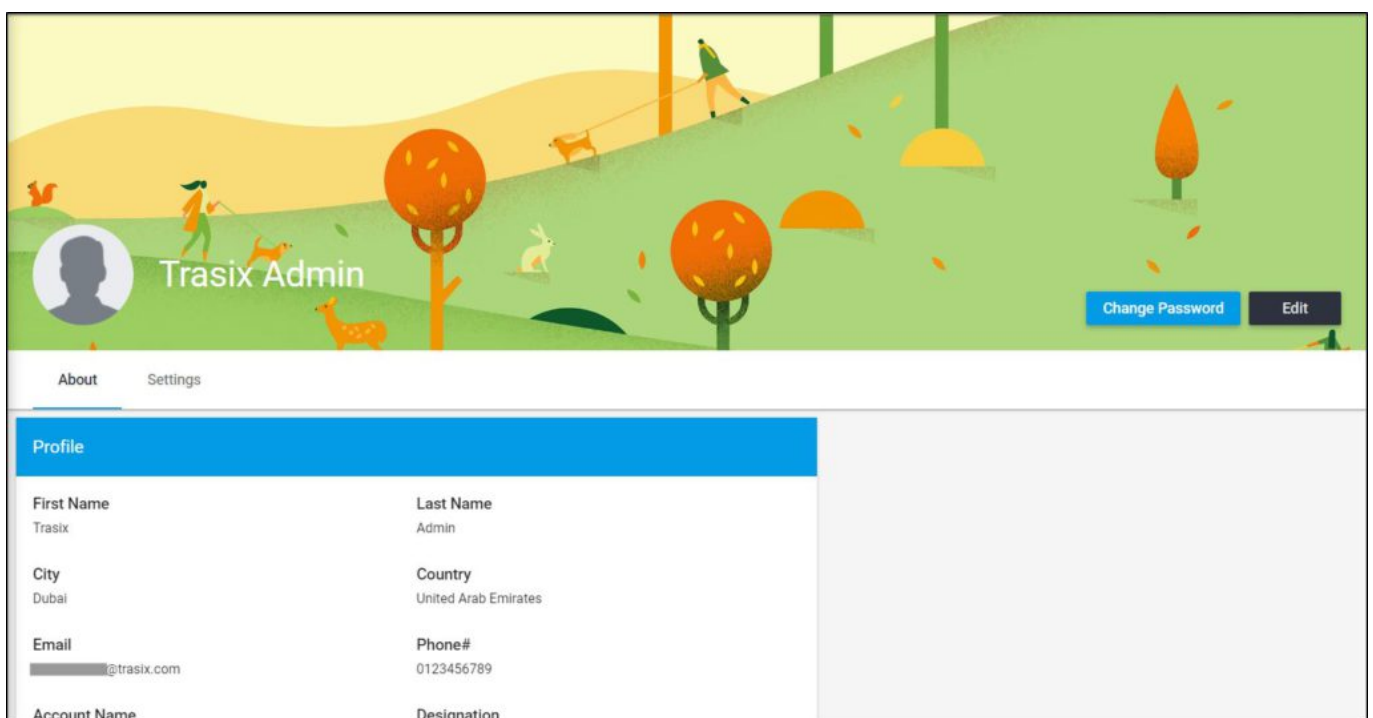 Trasix Admin
Change Password
Edit
About
Settings
Profile
First Name
Last Name
Trasix
Admin
City
Country
Dubai
United Arab Emirates
Email
Phone#
@trasix.com
0123456789
Account Name
Designation